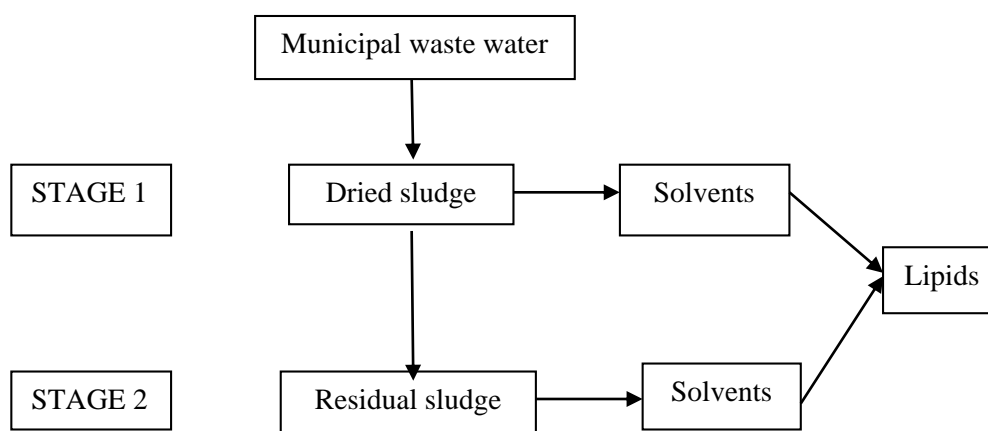 Municipal waste water
STAGE 1
Dried sludge
Solvents
Lipids
STAGE 2
Residual sludge
Solvents